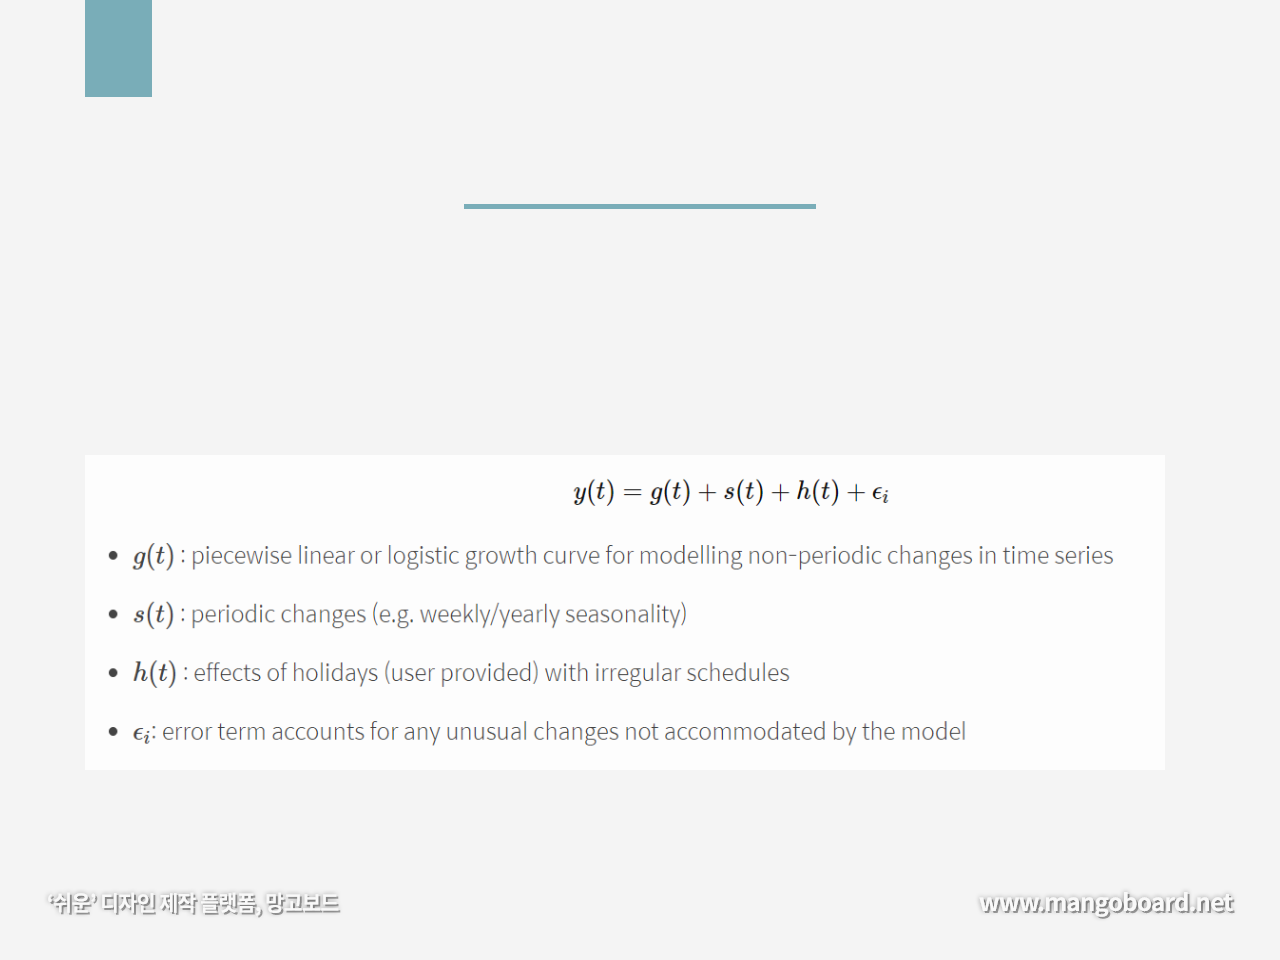 y(t) = g(t) + s(t) + h(t) + ϵi
• g(t) : piecewise linear or logistic growth curve for modelling non-periodic changes in time series
• s(t) : periodic changes (e.g. weekly/yearly seasonality)
• h(t) : effects of holidays (user provided) with irregular schedules
• ϵi: error term accounts for any unusual changes not accommodated by the model
‘쉬운’ 디자인 제작 플랫폼, 망고보드
www.mangoboard.net